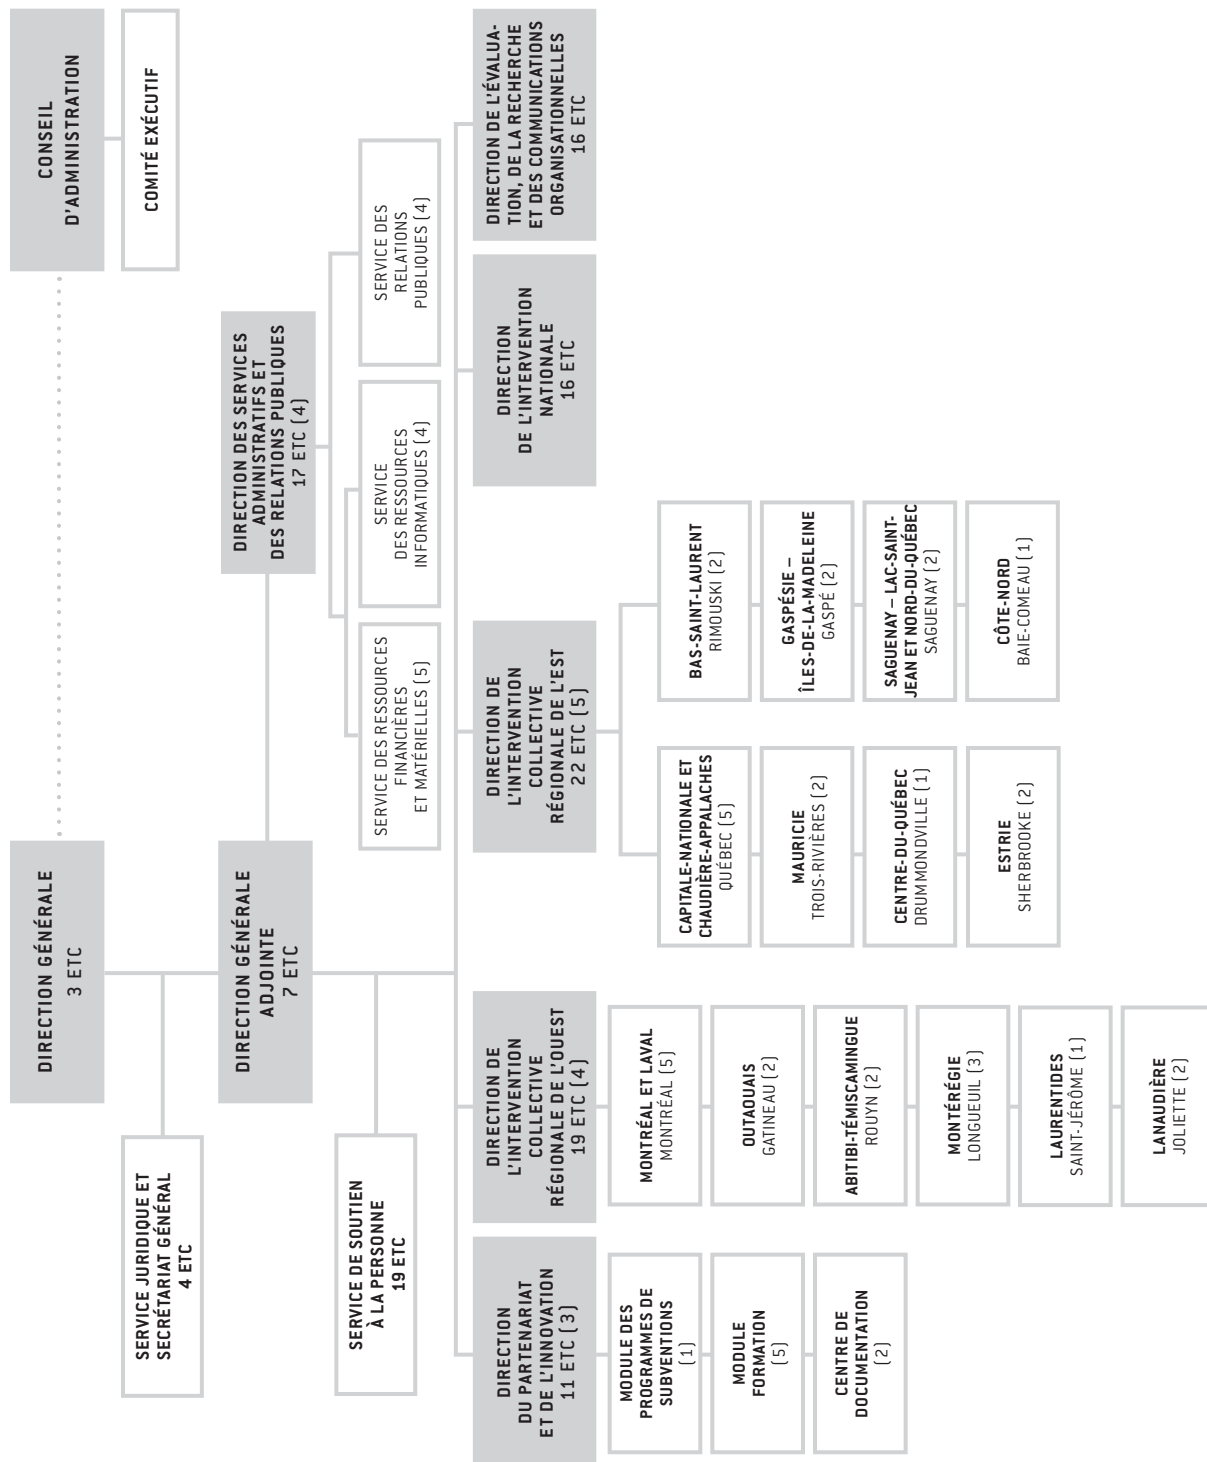 CONSEIL
D'ADMINISTRATION
COMITÉ EXÉCUTIF
DIRECTION GÉNÉRALE
3 ETC
SERVICE JURIDIQUE ET
SECRÉTARIAT GÉNÉRAL
4 ETC
DIRECTION GÉNÉRALE
ADJOINTE
7 ETC
DIRECTION DES SERVICES
ADMINISTRATIFS ET
DES RELATIONS PUBLIQUES
17 ETC (4)
SERVICE DE SOUTIEN
À LA PERSONNE
19 ETC
SERVICE DES RESSOURCES
FINANCIÈRES
ET MATÉRIELLES (5)
SERVICE
DES RESSOURCES
INFORMATIQUES (4)
SERVICE DES
RELATIONS
PUBLIQUES (4)
DIRECTION
DU PARTENARIAT
ET DE L'INNOVATION
11 ETC (3)
MODULE DES
PROGRAMMES DE
SUBVENTIONS
(1)
MODULE
FORMATION
(5)
CENTRE DE
DOCUMENTATION
(2)
DIRECTION DE
L'INTERVENTION
COLLECTIVE
RÉGIONALE DE L'OUEST
19 ETC (4)
MONTRÉAL ET LAVAL
MONTRÉAL (5)
OUTAOUAIS
GATINEAU (2)
ABITIBI-TÉMISCAMINGUE
ROUYN (2)
MONTÉRÉGIE
LONGUEUIL (3)
LAURENTIDES
SAINT-JÉRÔME (1)
LANAUDIÈRE
JOLIETTE (2)
DIRECTION DE
L'INTERVENTION
COLLECTIVE
RÉGIONALE DE L'EST
22 ETC (5)
CAPITALE-NATIONALE ET
CHAUDIÈRE-APPALACHES
QUÉBEC (5)
MAURICIE
TROIS-RIVIÈRES (2)
CENTRE-DU-QUÉBEC
DRUMMONDVILLE (1)
ESTRIE
SHERBROOKE (2)
BAS-SAINT-LAURENT
RIMOUSKI (2)
GASPÉSIE –
ÎLES-DE-LA-MADELEINE
GASPÉ (2)
SAGUENAY – LAC-SAINT-
JEAN ET NORD-DU-QUÉBEC
SAGUENAY (2)
CÔTE-NORD
BAIE-COMEAU (1)
DIRECTION
DE L'INTERVENTION
NATIONALE
16 ETC
DIRECTION DE L'ÉVALUA-
TION, DE LA RECHERCHE
ET DES COMMUNICATIONS
ORGANISATIONNELLES
16 ETC